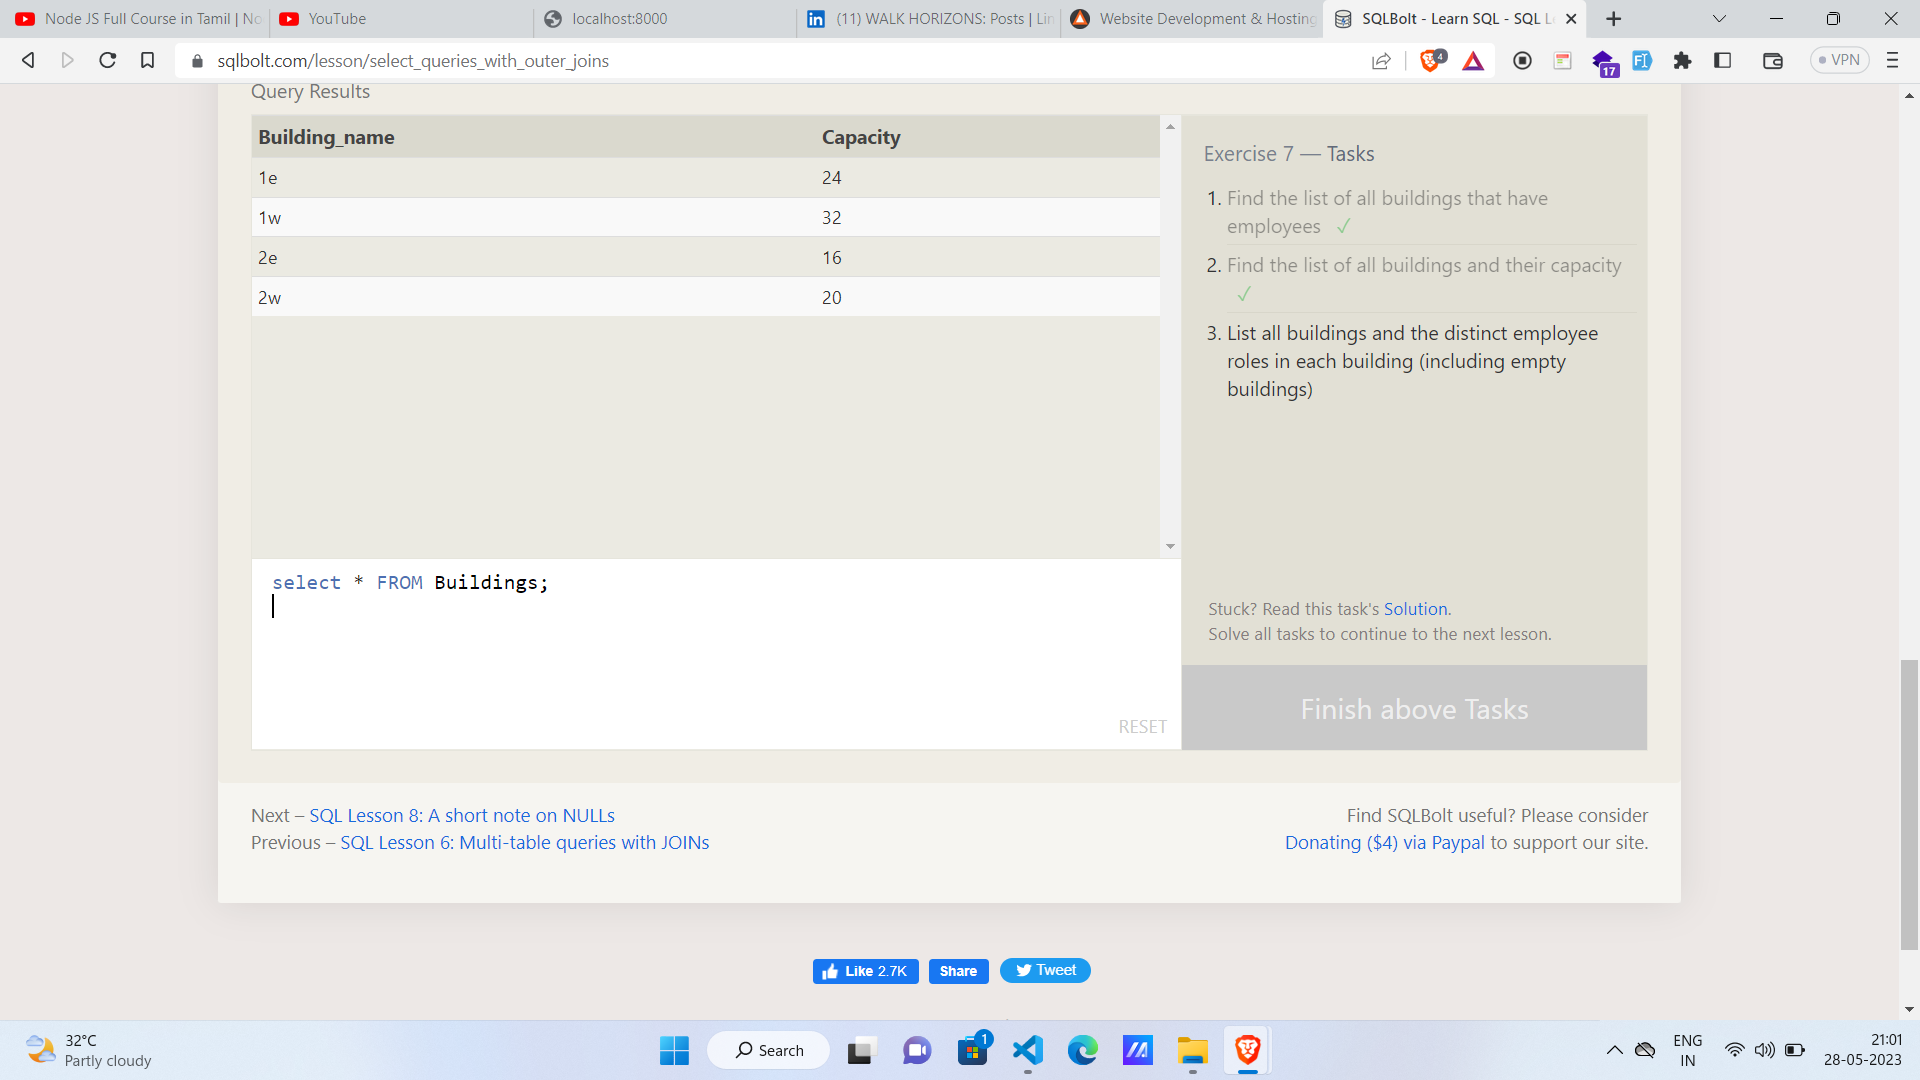 Node JS Full Course in Tamil | No
YouTube
localhost:8000
(11) WALK HORIZONS: Posts | Lin
Website Development & Hosting
SQLBolt - Learn SQL - SQL L
sqlbolt.com/lesson/select_queries_with_outer_joins
4
17
VPN
Query Results
Building_name Capacity
1e 24
1w 32
2e 16
2w 20
Exercise 7 — Tasks
1. Find the list of all buildings that have
employees ✓
2. Find the list of all buildings and their capacity
✓
3. List all buildings and the distinct employee
roles in each building (including empty
buildings)
select * FROM Buildings;
RESET
Stuck? Read this task's Solution.
Solve all tasks to continue to the next lesson.
Finish above Tasks
Next – SQL Lesson 8: A short note on NULLs
Previous – SQL Lesson 6: Multi-table queries with JOINs
Find SQLBolt useful? Please consider
Donating ($4) via Paypal to support our site.
Like 2.7K
Share
Tweet
32°C
Partly cloudy
Search
1
ENG
IN
21:01
28-05-2023